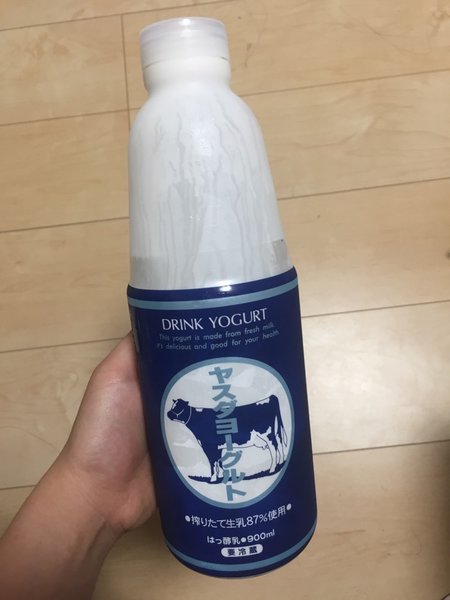 DRINK YOGURT
This yogurt is made from fresh milk.
it's delicious and good for your health.
ヤスダヨーグルト
●搾りたて生乳87%使用●
はっ酵乳●900ml
要冷蔵